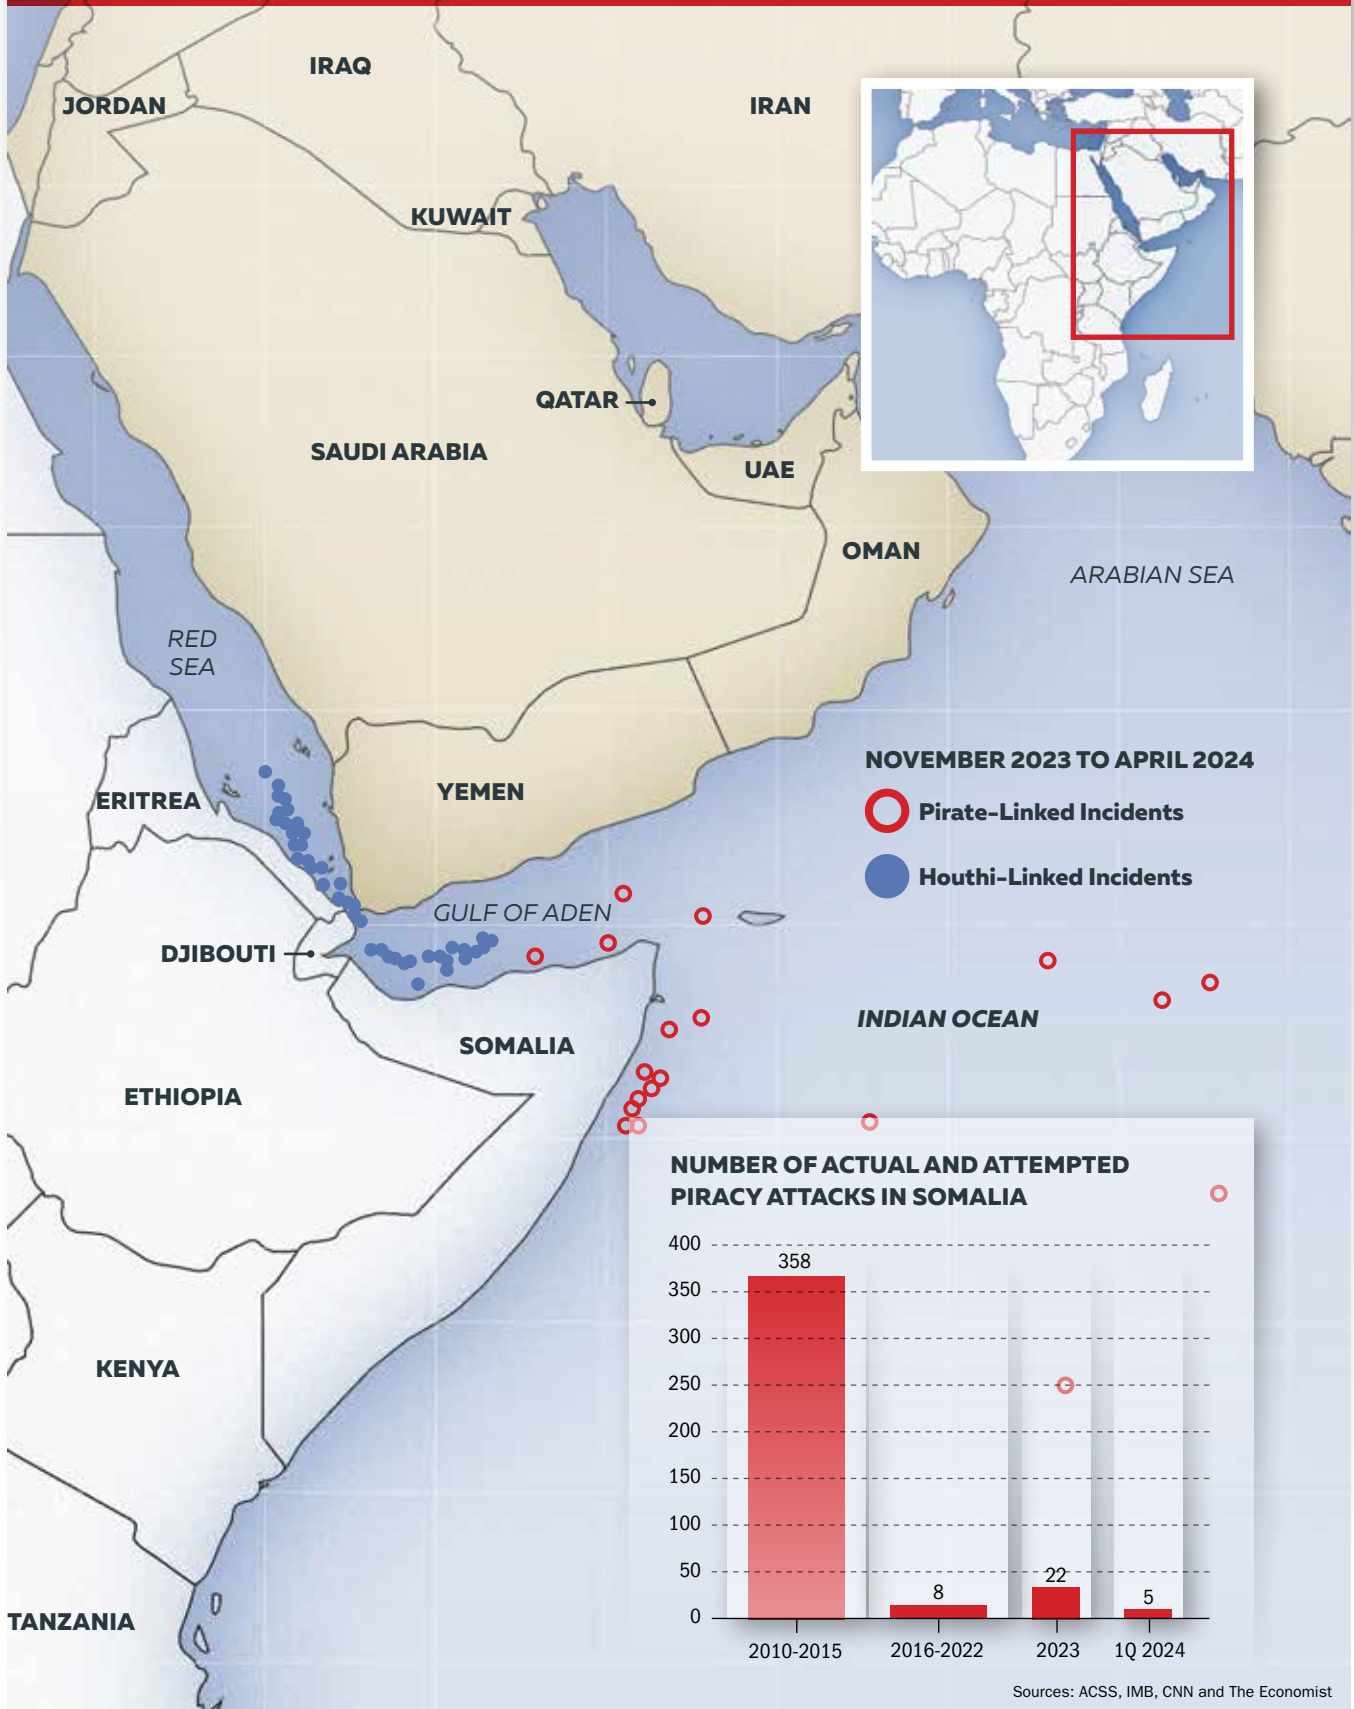 IRAQ
JORDAN
IRAN
KUWAIT
QATAR
SAUDI ARABIA
UAE
OMAN
ARABIAN SEA
RED
SEA
NOVEMBER 2023 TO APRIL 2024
Pirate-Linked Incidents
Houthi-Linked Incidents
YEMEN
ERITREA
GULF OF ADEN
DJIBOUTI
INDIAN OCEAN
SOMALIA
ETHIOPIA
KENYA
TANZANIA
NUMBER OF ACTUAL AND ATTEMPTED
PIRACY ATTACKS IN SOMALIA
400
350
300
250
200
150
100
50
0
358
8
22
5
2010-2015
2016-2022
2023
1Q 2024
Sources: ACSS, IMB, CNN and The Economist